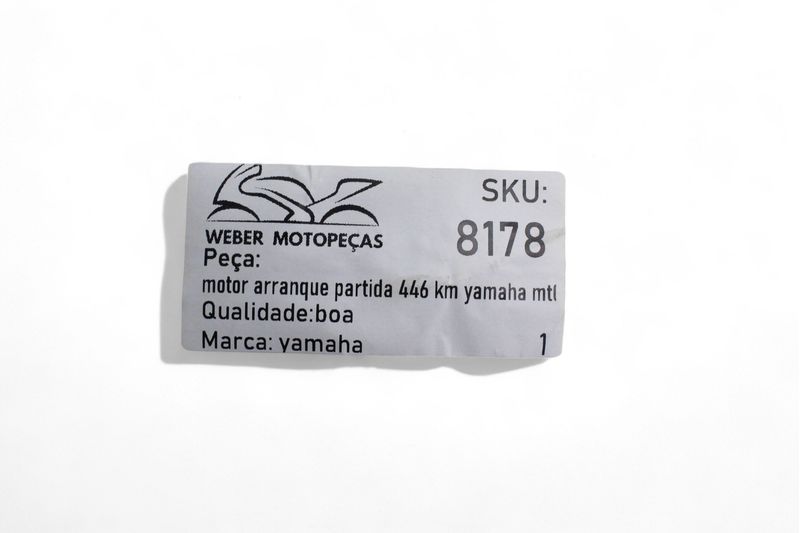 WEBER MOTOPEÇAS
SKU:
8178
Peça:
motor arranque partida 446 km yamaha mtl
Qualidade:boa
Marca: yamaha
1